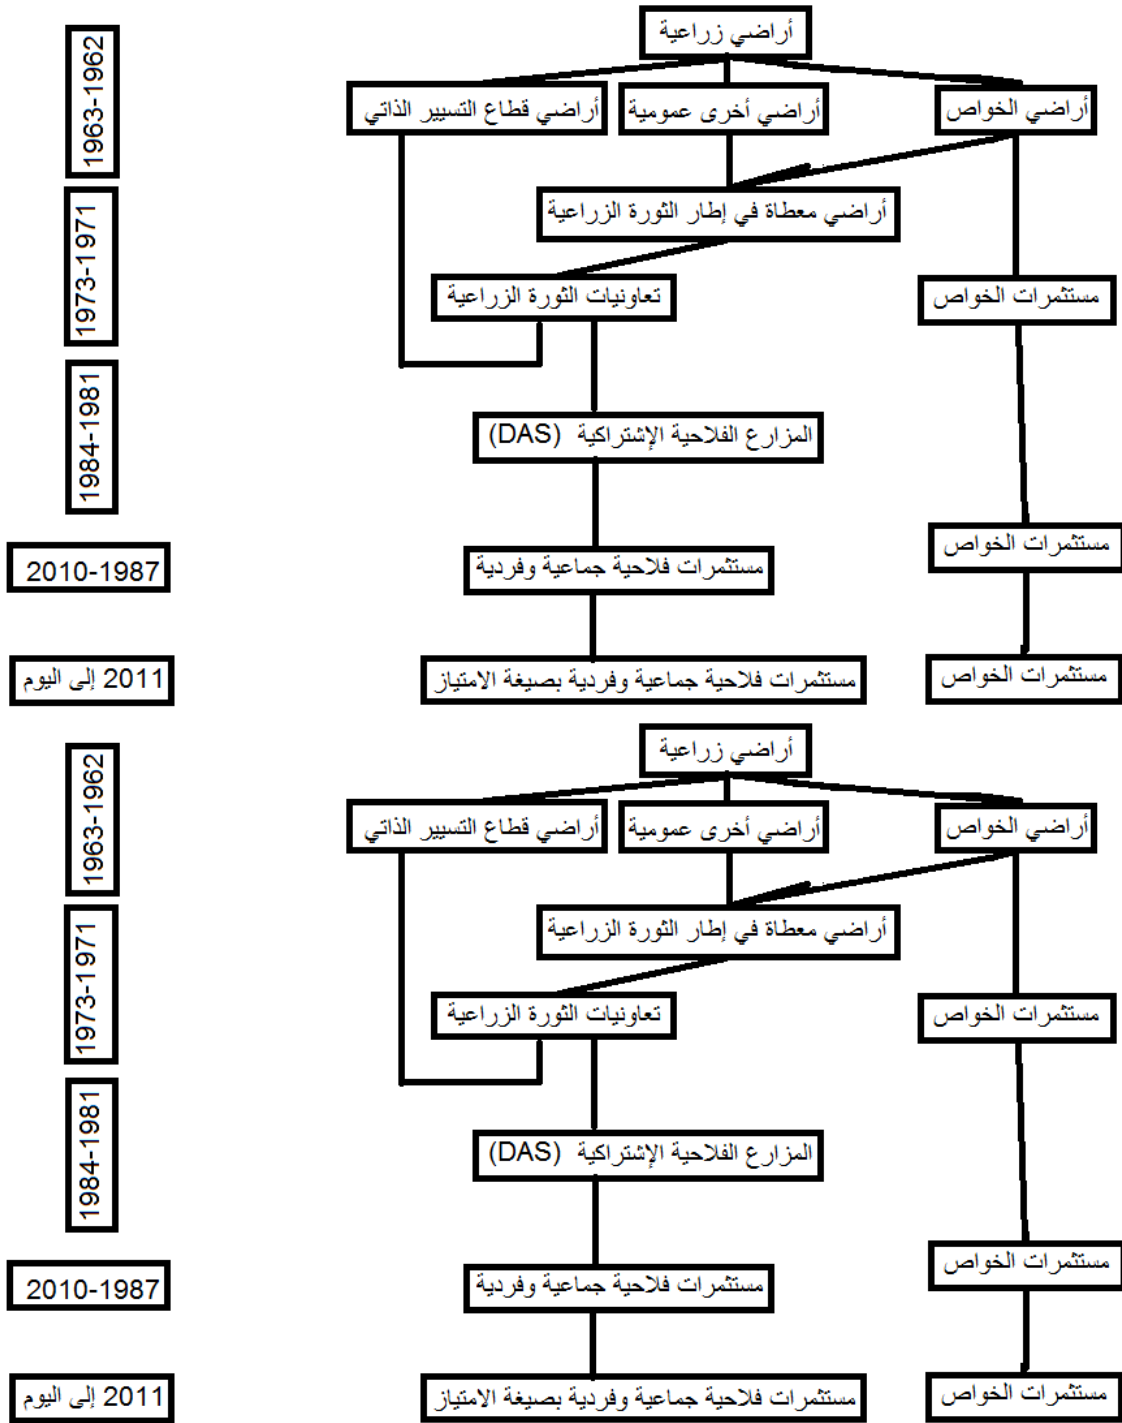 أراضي زراعية
1963-1962
أراضي الخواص
أراضي أخرى عمومية
أراضي قطاع التسيير الذاتي
أراضي معطاة في إطار الثورة الزراعية
1973-1971
مستثمرات الخواص
تعاونيات الثورة الزراعية
1984-1981
المزارع الفلاحية الإشتراكية (DAS)
مستثمرات الخواص
مستثمرات فلاحية جماعية وفردية
2010-1987
مستثمرات الخواص
مستثمرات فلاحية جماعية وفردية بصيغة الامتياز
2011 إلى اليوم
أراضي زراعية
1963-1962
أراضي الخواص
أراضي أخرى عمومية
أراضي قطاع التسيير الذاتي
أراضي معطاة في إطار الثورة الزراعية
1973-1971
مستثمرات الخواص
تعاونيات الثورة الزراعية
1984-1981
المزارع الفلاحية الإشتراكية (DAS)
مستثمرات الخواص
مستثمرات فلاحية جماعية وفردية
2010-1987
مستثمرات الخواص
مستثمرات فلاحية جماعية وفردية بصيغة الامتياز
2011 إلى اليوم